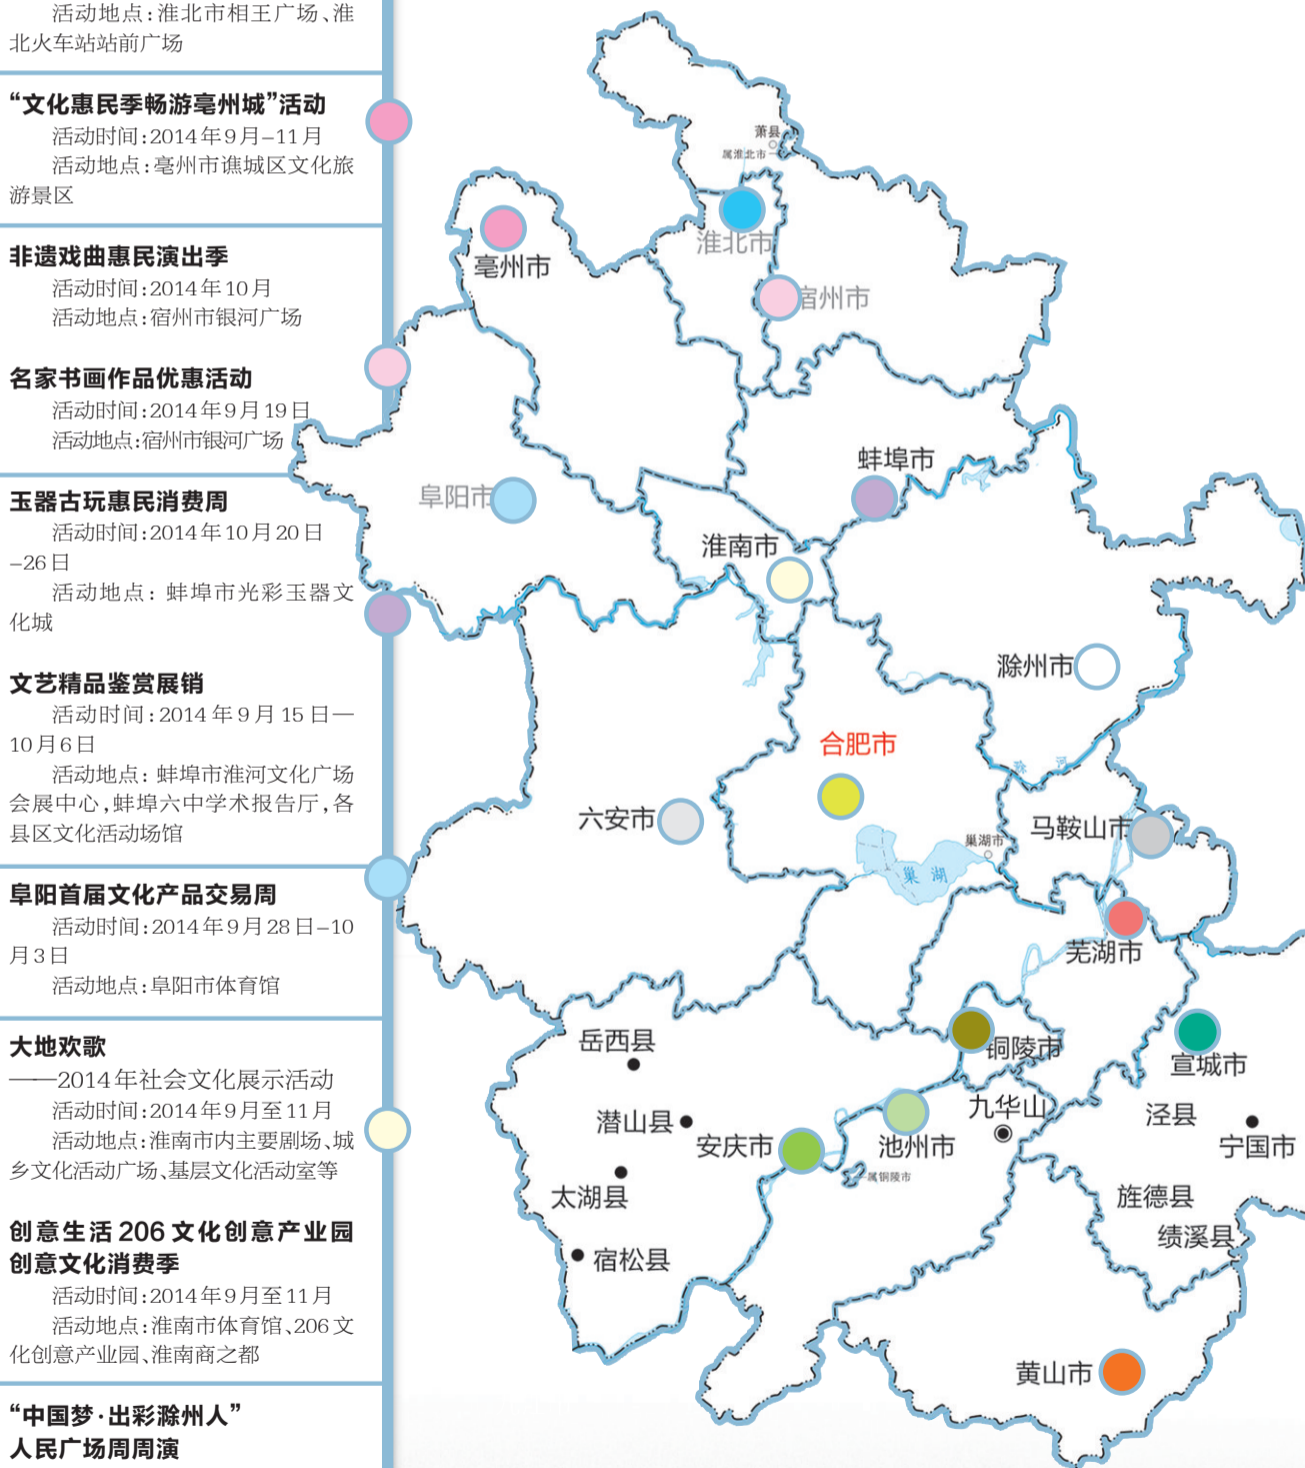 活动地点:淮北市相王广场、淮
北火车站站前广场
“文化惠民季畅游亳州城”活动
活动时间:2014年9月–11月
活动地点:亳州市谯城区文化旅
游景区
非遗戏曲惠民演出季
活动时间:2014年10月
活动地点:宿州市银河广场
名家书画作品优惠活动
活动时间:2014年9月19日
活动地点:宿州市银河广场
玉器古玩惠民消费周
活动时间:2014年10月20日
–26日
活动地点:蚌埠市光彩玉器文
化城
文艺精品鉴赏展销
活动时间:2014年9月15日—
10月6日
活动地点:蚌埠市淮河文化广场
会展中心,蚌埠六中学术报告厅,各
县区文化活动场馆
阜阳首届文化产品交易周
活动时间:2014年9月28日–10
月3日
活动地点:阜阳市体育馆
大地欢歌
——2014年社会文化展示活动
活动时间:2014年9月至11月
活动地点:淮南市内主要剧场、城
乡文化活动广场、基层文化活动室等
创意生活206文化创意产业园
创意文化消费季
活动时间:2014年9月至11月
活动地点:淮南市体育馆、206文
化创意产业园、淮南商之都
“中国梦·出彩滁州人”
人民广场周周演
萧县
属淮北市
淮北市
亳州市
宿州市
蚌埠市
阜阳市
淮南市
滁州市
合肥市
滁河
六安市
马鞍山市
巢湖市
巢湖
芜湖市
岳西县
铜陵市
宣城市
潜山县
九华山
泾县
安庆市
池州市
宁国市
属铜陵市
太湖县
旌德县
绩溪县
宿松县
黄山市